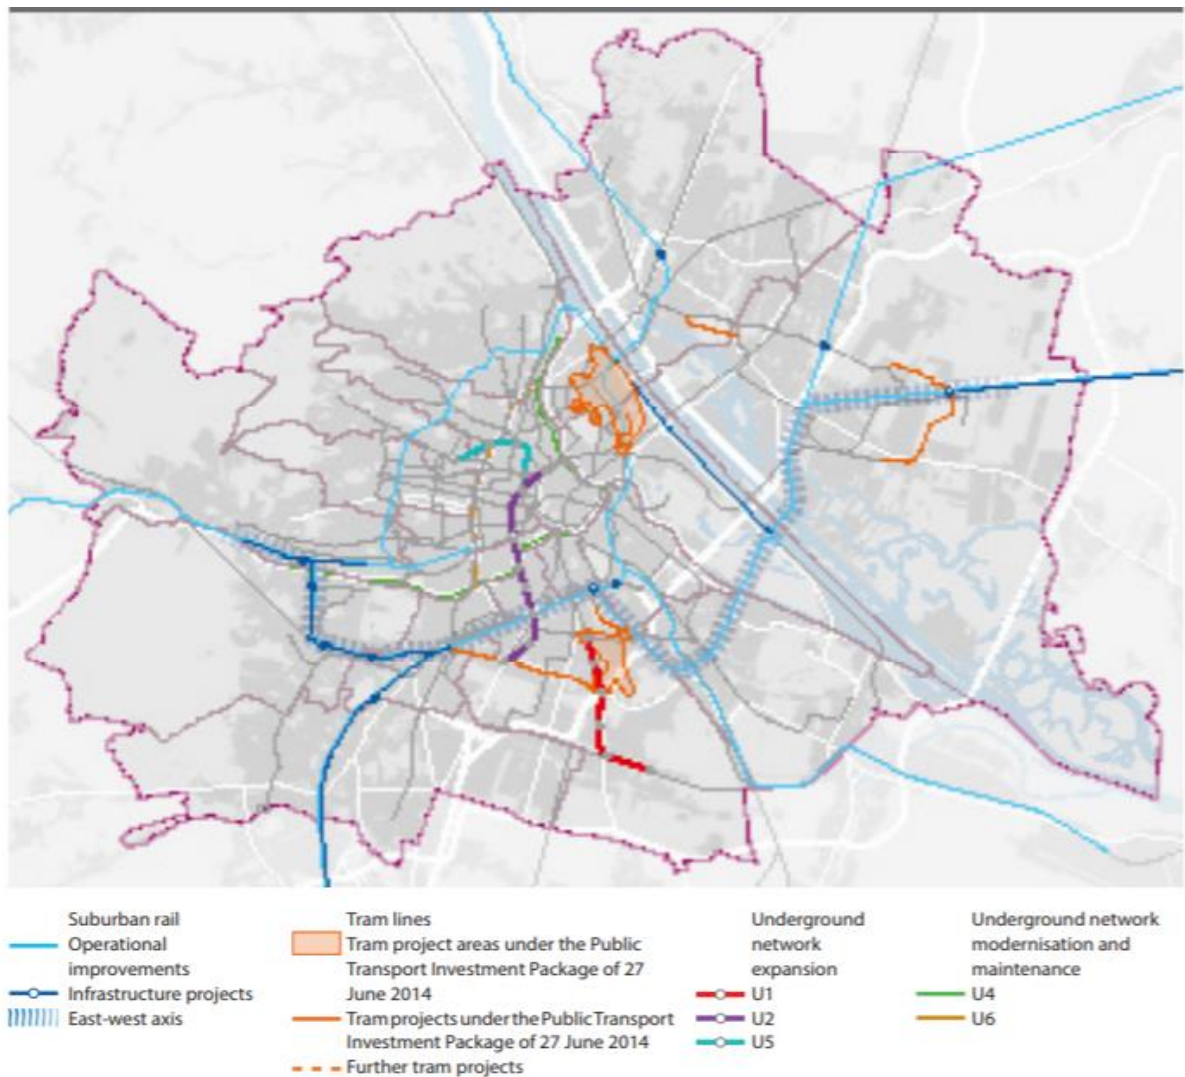 Suburban rail
Operational
improvements
Infrastructure projects
East-west axis
Tram lines
Tram project areas under the Public
Transport Investment Package of 27
June 2014
Tram projects under the Public Transport
Investment Package of 27 June 2014
Further tram projects
Underground
network
expansion
U1
U2
U5
Underground network
modernisation and
maintenance
U4
U6